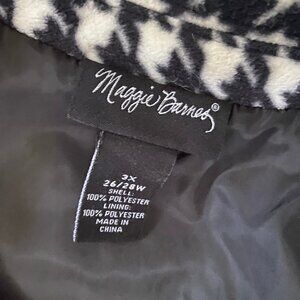 Maggie Barnes®
3X
26/28W
SHELL:
100% POLYESTER
LINING:
100% POLYESTER
MADE IN
CHINA